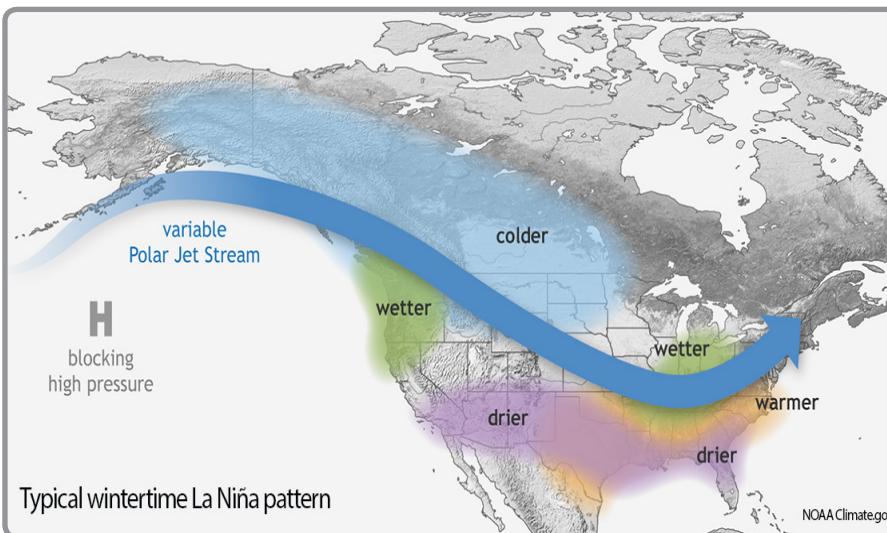 variable
Polar Jet Stream
colder
H
blocking
high pressure
wetter
wetter
warmer
drier
drier
Typical wintertime La Niña pattern
NOAA Climate.go